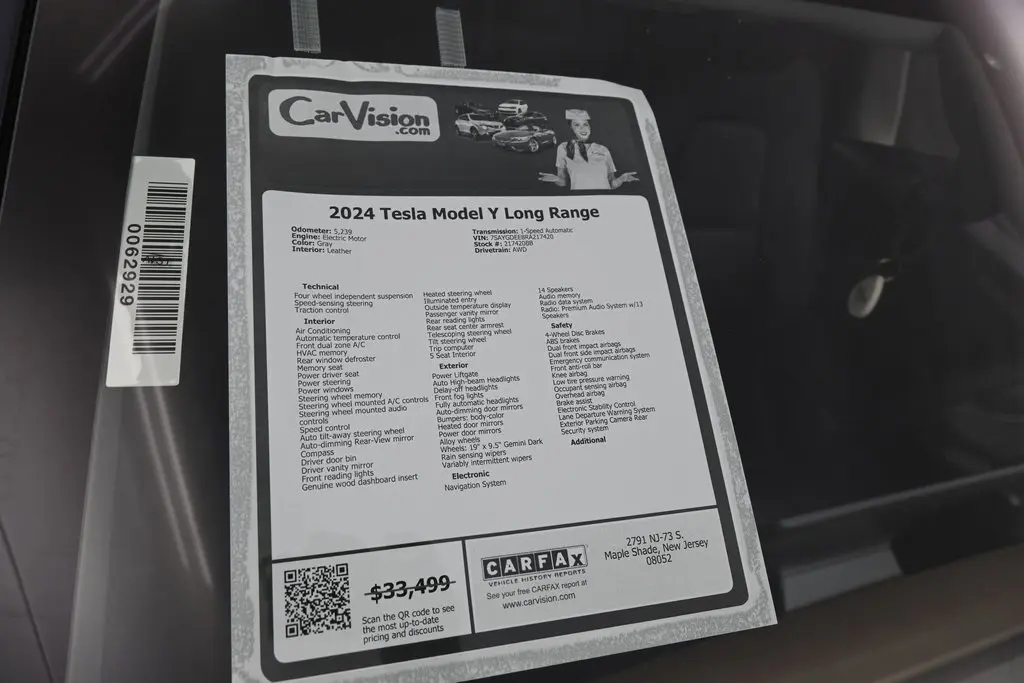 CarVision
.com
2024 Tesla Model Y Long Range
Odometer: 5,239
Engine: Electric Motor
Color: Gray
Interior: Leather
Transmission: 1-Speed Automatic
VIN: 7SAYGDEE8RA217420
Stock #: 217420BB
Drivetrain: AWD
Technical
Four wheel independent suspension
Speed-sensing steering
Traction control
Interior
Air Conditioning
Automatic temperature control
Front dual zone A/C
HVAC memory
Rear window defroster
Memory seat
Power driver seat
Power steering
Power windows
Steering wheel memory
Steering wheel mounted A/C controls
Steering wheel mounted audio
controls
Speed control
Auto tilt-away steering wheel
Auto-dimming Rear-View mirror
Compass
Driver door bin
Driver vanity mirror
Front reading lights
Genuine wood dashboard insert
Heated steering wheel
Illuminated entry
Outside temperature display
Passenger vanity mirror
Rear reading lights
Rear seat center armrest
Telescoping steering wheel
Tilt steering wheel
Trip computer
5 Seat Interior
Exterior
Power Liftgate
Auto High-beam Headlights
Delay-off headlights
Front fog lights
Fully automatic headlights
Auto-dimming door mirrors
Bumpers: body-color
Heated door mirrors
Power door mirrors
Alloy wheels
Wheels: 19" x 9.5" Gemini Dark
Rain sensing wipers
Variably intermittent wipers
Electronic
Navigation System
14 Speakers
Audio memory
Radio data system
Radio: Premium Audio System w/13
Speakers
Safety
4-Wheel Disc Brakes
ABS brakes
Dual front impact airbags
Dual front side impact airbags
Emergency communication system
Front anti-roll bar
Knee airbag
Low tire pressure warning
Occupant sensing airbag
Overhead airbag
Brake assist
Electronic Stability Control
Lane Departure Warning System
Exterior Parking Camera Rear
Security system
Additional
$33,499
Scan the QR code to see
the most up-to-date
pricing and discounts
CARFAX
VEHICLE HISTORY REPORTS
See your free CARFAX report at
www.carvision.com
2791 NJ-73 S.
Maple Shade, New Jersey
08052
0062929